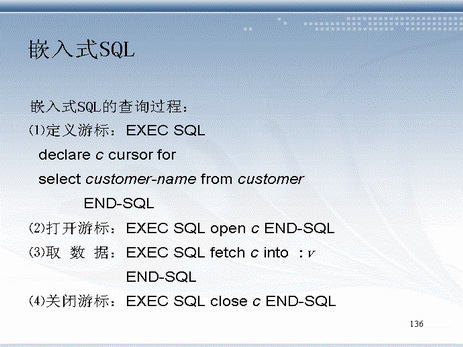 嵌入式SQL
嵌入式SQL的查询过程：
⑴定义游标：EXEC SQL
declare c cursor for
select customer-name from customer
END-SQL
⑵打开游标：EXEC SQL open c END-SQL
⑶取 数 据：EXEC SQL fetch c into :v
END-SQL
⑷关闭游标：EXEC SQL close c END-SQL
136